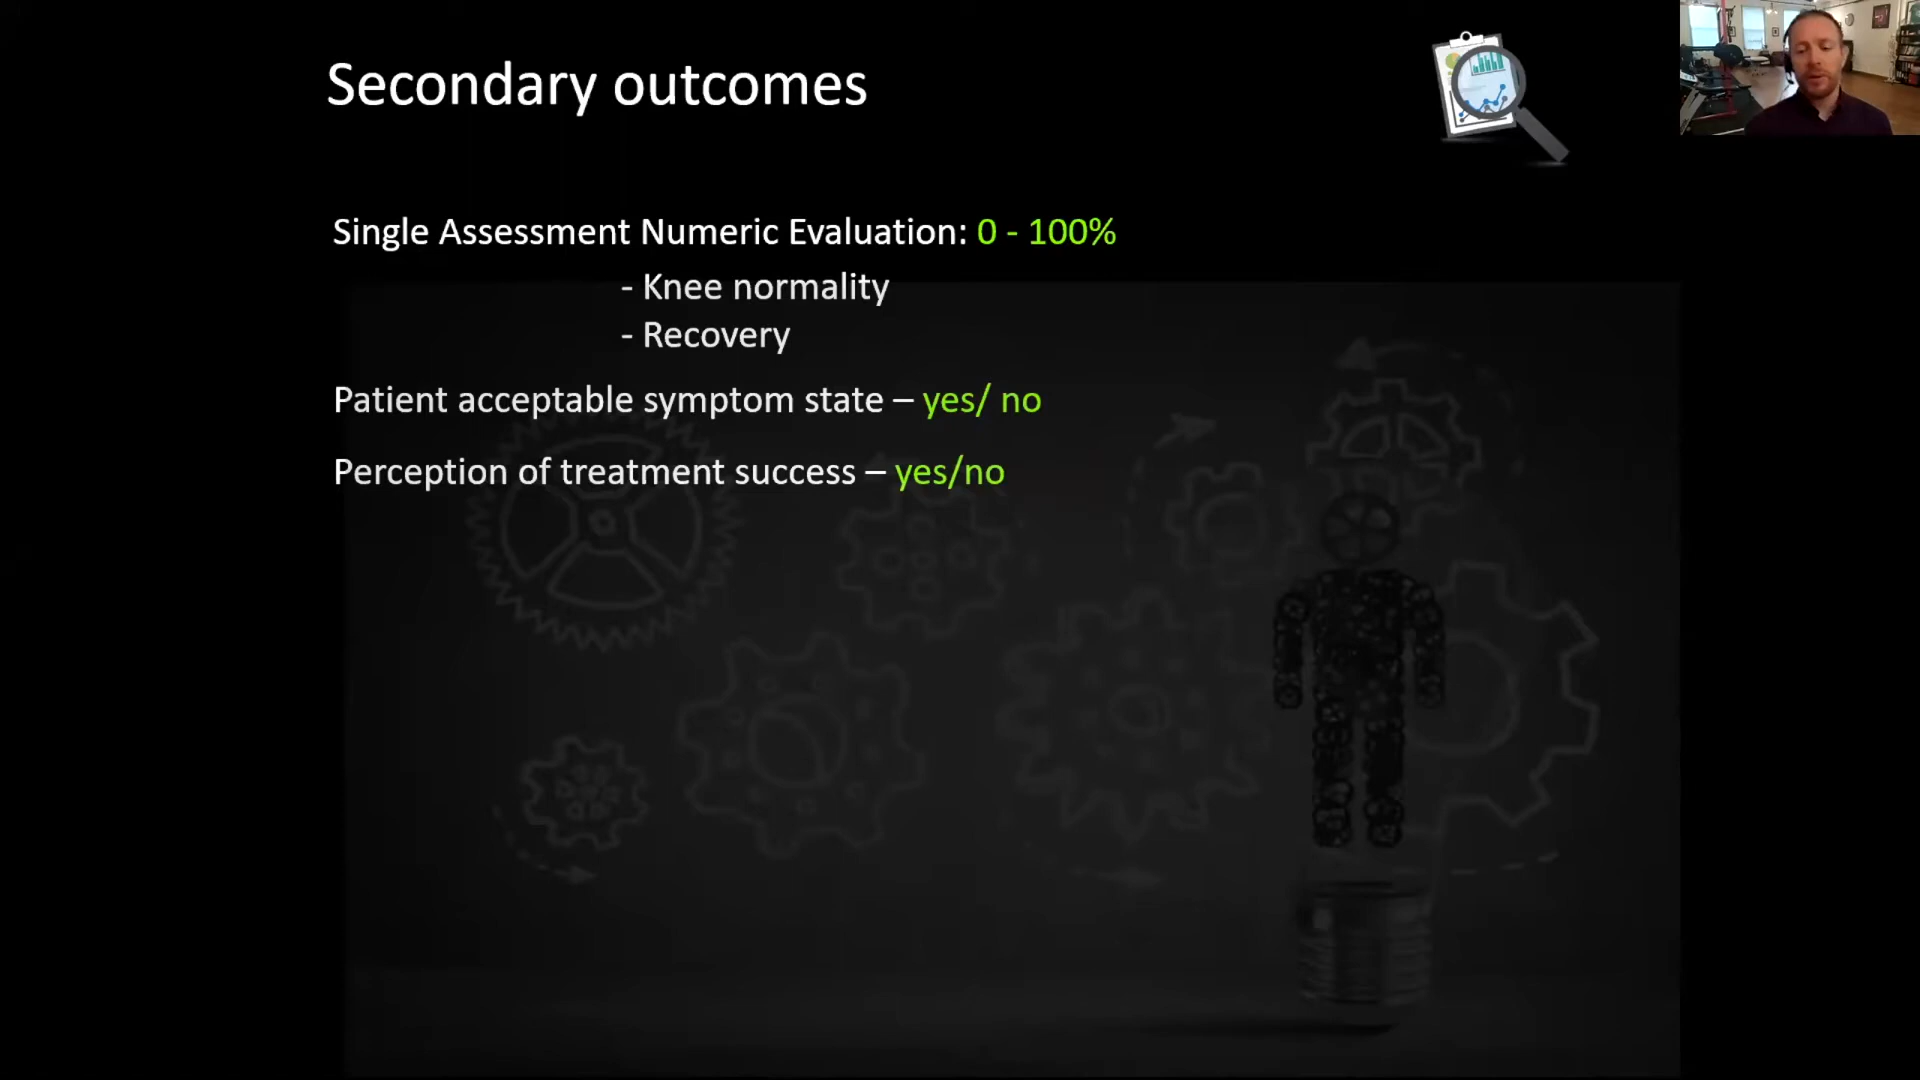 Secondary outcomes
Single Assessment Numeric Evaluation: 0 - 100%
- Knee normality
- Recovery
Patient acceptable symptom state – yes/ no
Perception of treatment success – yes/no